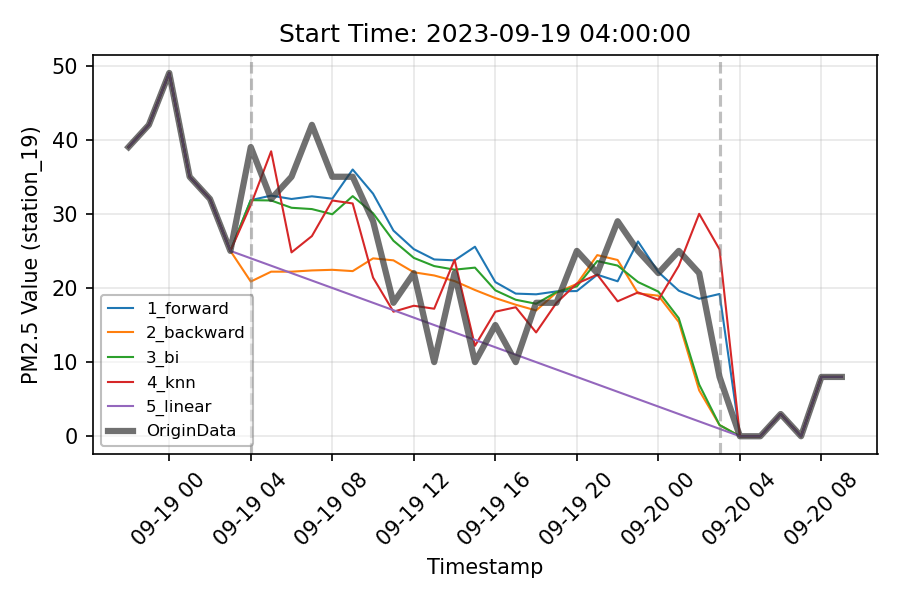 Start Time: 2023-09-19 04:00:00
PM2.5 Value (station_19)
50
40
30
20
10
0
1_forward
2_backward
3_bi
4_knn
5_linear
OriginData
09-19 00
09-19 04
09-19 08
09-19 12
09-19 16
09-19 20
09-20 00
09-20 04
09-20 08
Timestamp